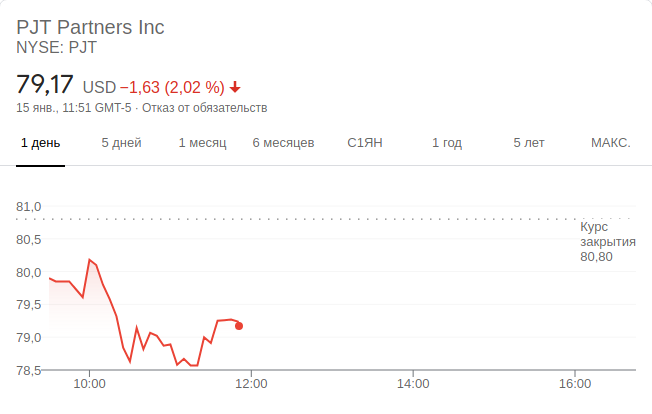 PJT Partners Inc
NYSE: PJT
79,17 USD −1,63 (2,02 %)
15 янв., 11:51 GMT-5 · Отказ от обязательств
1 день 5 дней 1 месяц 6 месяцев С1ЯН 1 год 5 лет МАКС.
81,0
Курс
80,5
закрытия
80,80
80,0
79,5
79,0
78,5
10:00 12:00 14:00 16:00